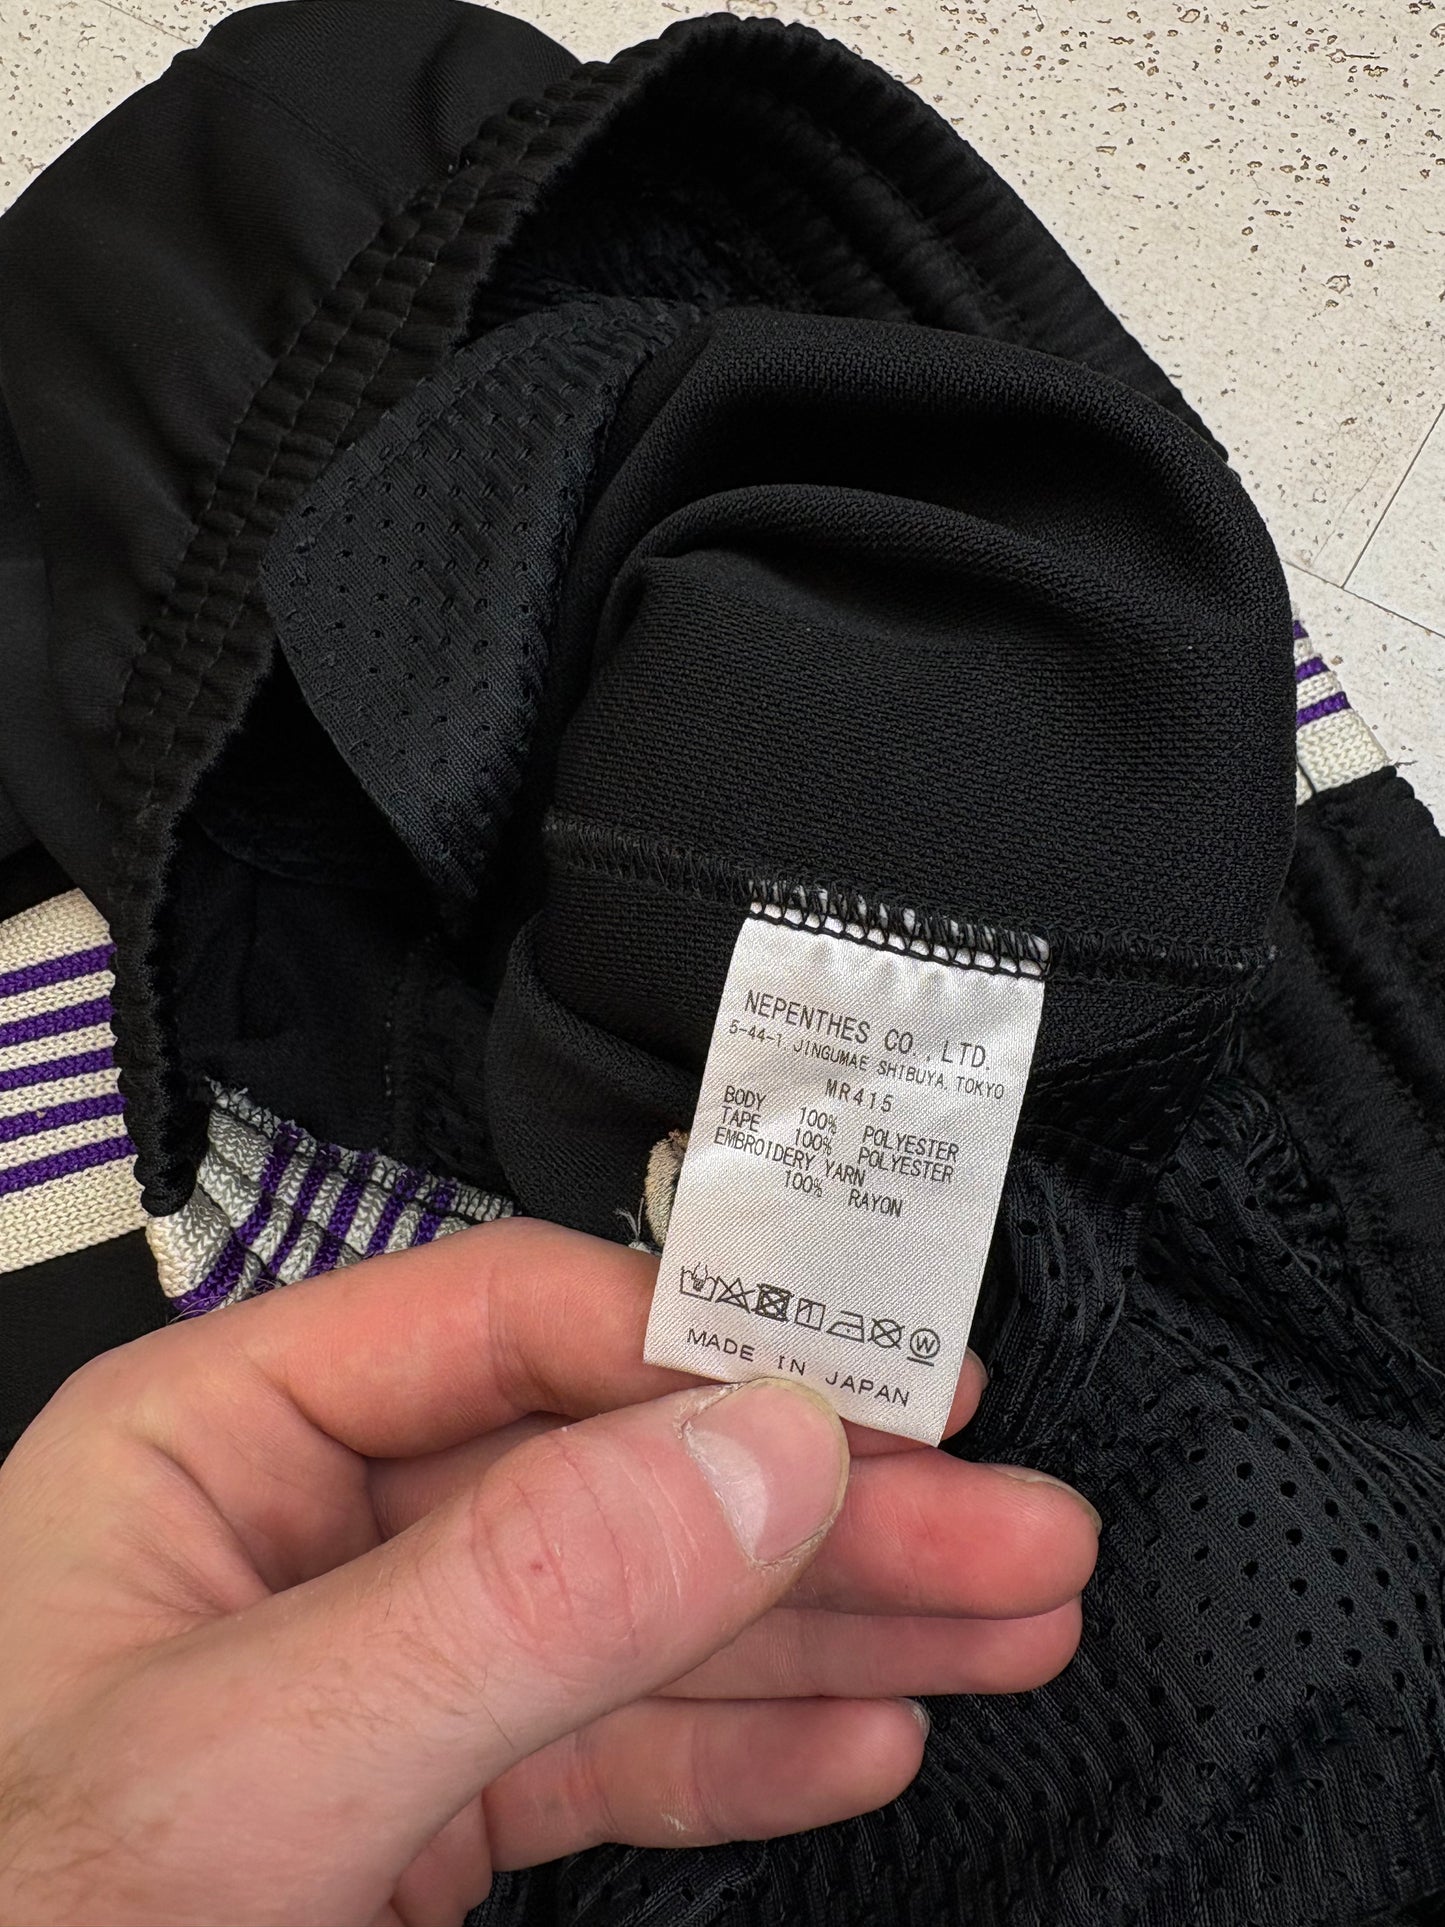 NEPENTHES CO., LTD.
5-44-1, JINGUMAE SHIBUYA, TOKYO
MR415
BODY 100% POLYESTER
TAPE 100% POLYESTER
EMBROIDERY YARN
100% RAYON
W
MADE IN JAPAN